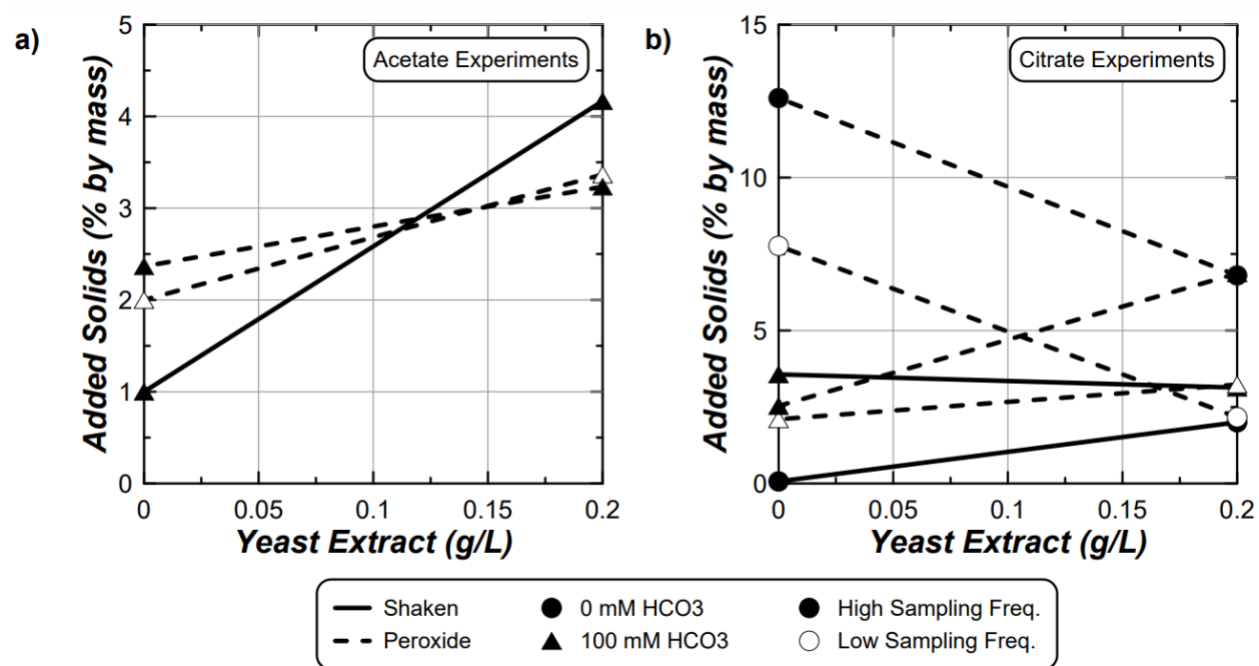 a)
Acetate Experiments
Added Solids (% by mass)
5
4
3
2
1
0
0 0.05 0.1 0.15 0.2
Yeast Extract (g/L)
b)
Citrate Experiments
Added Solids (% by mass)
15
10
5
0
0 0.05 0.1 0.15 0.2
Yeast Extract (g/L)
Shaken 0 mM HCO3 High Sampling Freq.
Peroxide 100 mM HCO3 Low Sampling Freq.